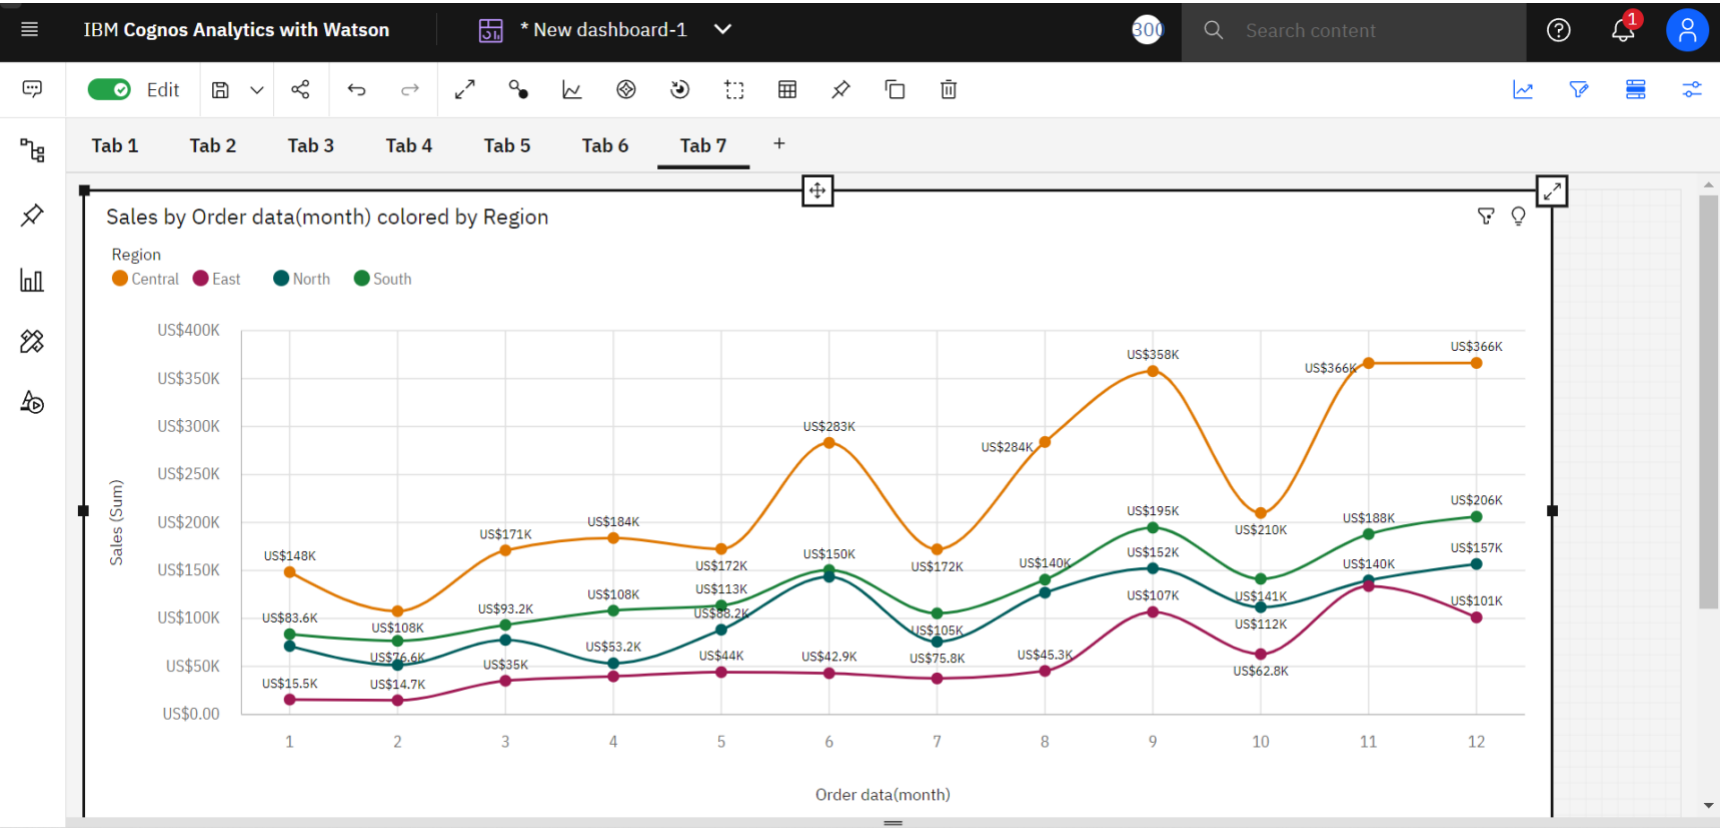 IBM Cognos Analytics with Watson
* New dashboard-1
300
Search content
1
Edit
Tab 1 Tab 2 Tab 3 Tab 4 Tab 5 Tab 6 Tab 7 +
Sales by Order data(month) colored by Region
Region
Central East North South
US$400K
US$350K
US$300K
US$250K
US$200K
US$150K
US$100K
US$50K
US$0.00
Sales (Sum)
US$148K
US$108K
US$171K
US$184K
US$172K
US$283K
US$172K
US$284K
US$358K
US$210K
US$366K
US$366K
US$83.6K
US$76.6K
US$93.2K
US$108K
US$113K
US$150K
US$105K
US$140K
US$195K
US$141K
US$188K
US$206K
US$53.2K
US$88.2K
US$75.8K
US$152K
US$112K
US$140K
US$157K
US$15.5K
US$14.7K
US$35K
US$44K
US$42.9K
US$45.3K
US$107K
US$62.8K
US$101K
1 2 3 4 5 6 7 8 9 10 11 12
Order data(month)